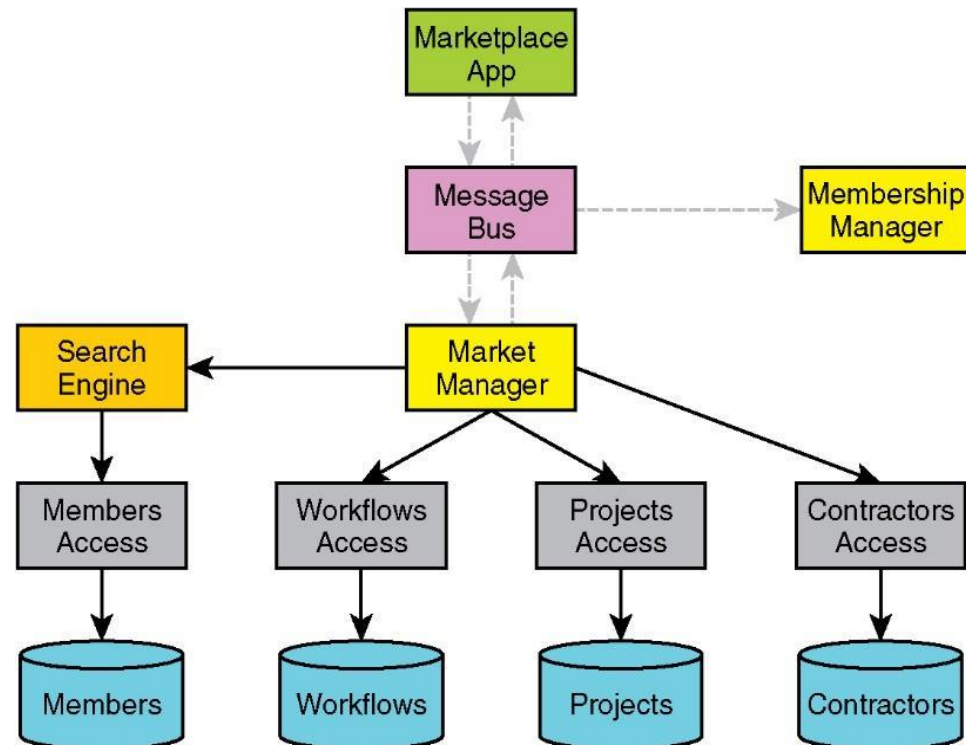 Marketplace
App
Message
Bus
Membership
Manager
Search
Engine
Market
Manager
Members
Access
Workflows
Access
Projects
Access
Contractors
Access
Members
Workflows
Projects
Contractors